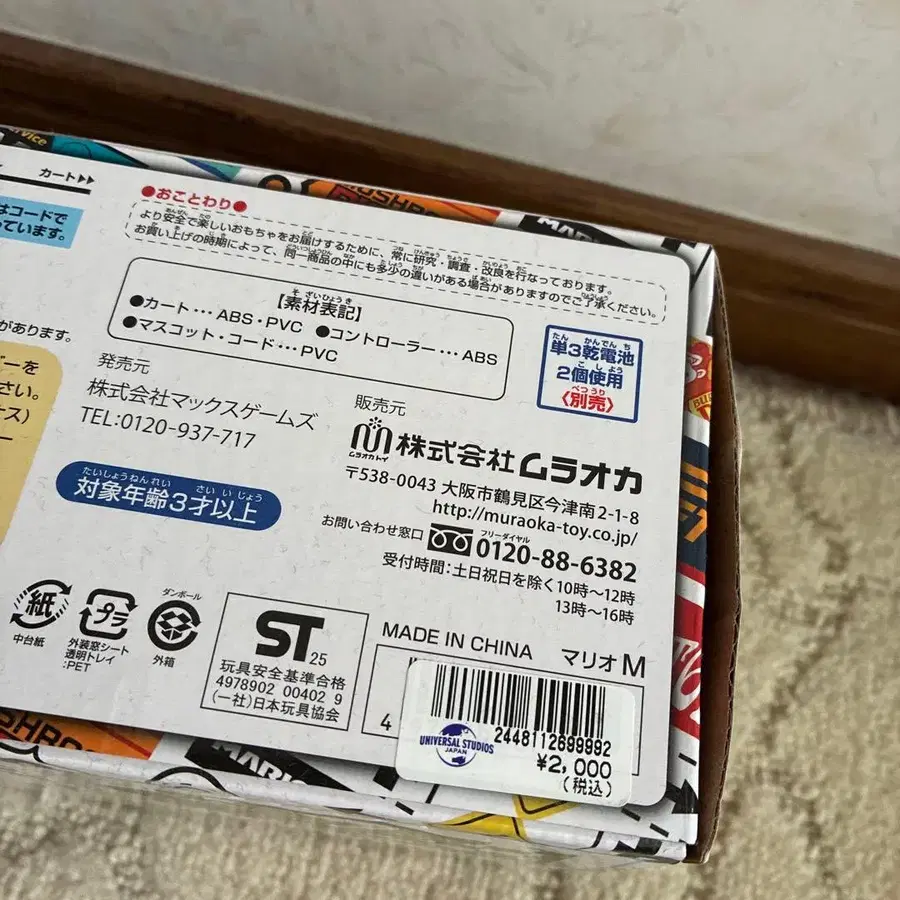 カート▶▶
はコードで
っています。
があります。
ーを
さい。
ナス)
ー
●おことわり●
より安全で楽しいおもちゃをお届けするために、常に研究・調査・改良を行なっております。
お買い上げの時期によって、同一商品の中にも多少の違いがある場合がありますのでご了承ください。
【素材表記】
●カート…ABS・PVC ●コントローラー…ABS
●マスコット・コード…PVC
単3乾電池
2個使用
〈別売〉
発売元
株式会社マックスゲームズ
TEL:0120-937-717
対象年齢3才以上
販売元
ムラオカトイ
株式会社ムラオカ
〒538-0043 大阪市鶴見区今津南2-1-8
http://muraoka-toy.co.jp/
お問い合わせ窓口 フリーダイヤル 0120-88-6382
受付時間:土日祝日を除く10時〜12時
13時〜16時
紙
中台紙
プラ
外装窓シート
透明トレイ
:PET
ダンボール
外箱
ST 25
玩具安全基準合格
4978902 00402 9
(一社)日本玩具協会
MADE IN CHINA
マリオ M
4
UNIVERSAL STUDIOS
JAPAN
2448112699992
¥2,000
(税込)